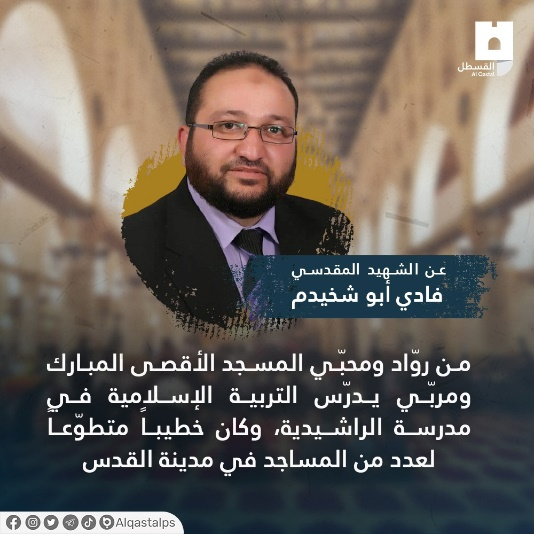 القسطل
Al Qastal
عن الشهيد المقدسي
فادي أبو شخيدم
من روّاد ومحبّي المسجد الأقصى المبارك
ومربّي يدرّس التربية الإسلامية في
مدرسة الراشيدية، وكان خطيباً متطوّعاً
لعدد من المساجد في مدينة القدس
Alqastalps